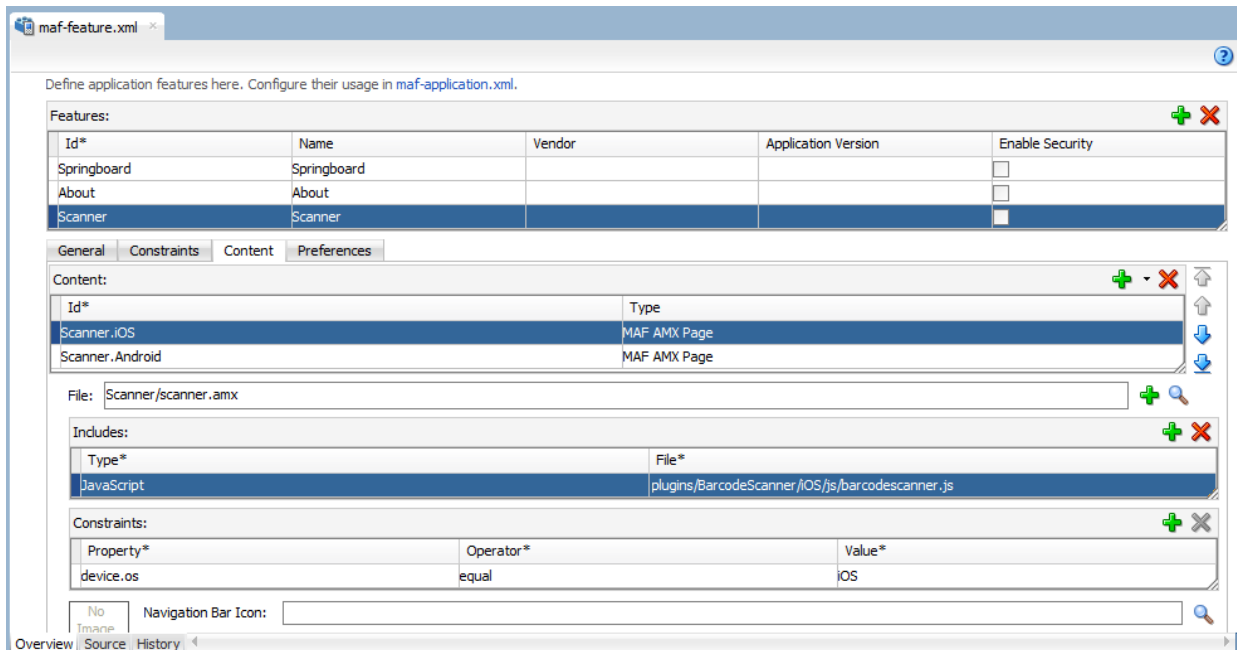 maf-feature.xml
Define application features here. Configure their usage in maf-application.xml.
Features:
Id* Name Vendor Application Version Enable Security
Springboard Springboard
About About
Scanner Scanner
General Constraints Content Preferences
Content:
Id* Type
Scanner.iOS MAF AMX Page
Scanner.Android MAF AMX Page
File: Scanner/scanner.amx
Includes:
Type* File*
JavaScript plugins/BarcodeScanner/iOS/js/barcodescanner.js
Constraints:
Property* Operator* Value*
device.os equal iOS
No
Image
Navigation Bar Icon:
Overview Source History